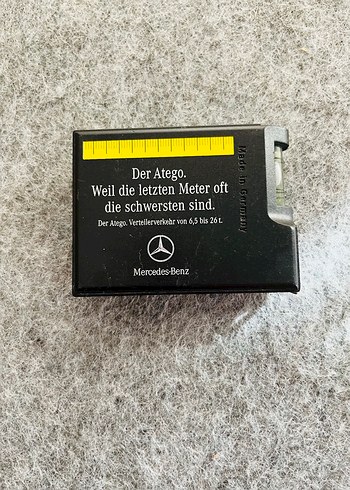 Der Atego.
Weil die letzten Meter oft
die schwersten sind.
Der Atego. Verteilerverkehr von 6,5 bis 26 t.
Mercedes-Benz
Made in Germany